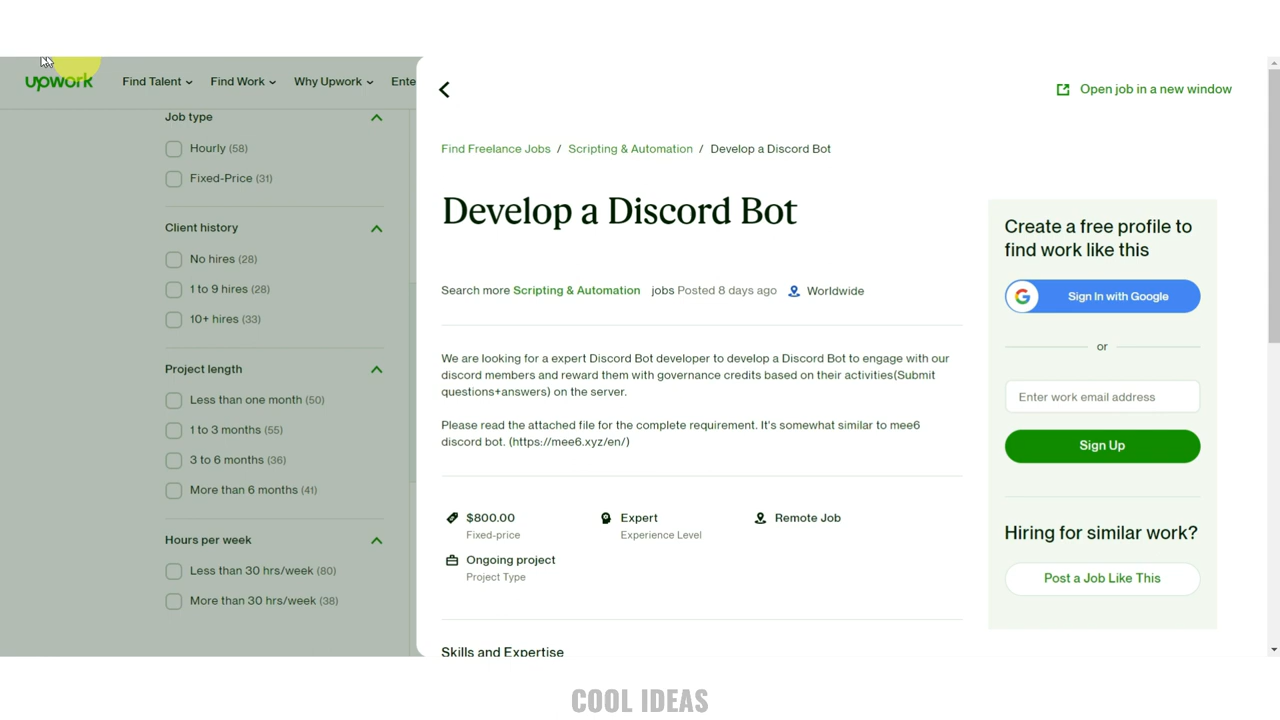 upwork
Find Talent
Find Work
Why Upwork
Ente
Job type
Hourly (58)
Fixed-Price (31)
Client history
No hires (28)
1 to 9 hires (28)
10+ hires (33)
Project length
Less than one month (50)
1 to 3 months (55)
3 to 6 months (36)
More than 6 months (41)
Hours per week
Less than 30 hrs/week (80)
More than 30 hrs/week (38)
Open job in a new window
Find Freelance Jobs / Scripting & Automation / Develop a Discord Bot
Develop a Discord Bot
Search more Scripting & Automation jobs Posted 8 days ago Worldwide
We are looking for a expert Discord Bot developer to develop a Discord Bot to engage with our
discord members and reward them with governance credits based on their activities(Submit
questions+answers) on the server.
Please read the attached file for the complete requirement. It's somewhat similar to mee6
discord bot. (https://mee6.xyz/en/)
$800.00
Fixed-price
Expert
Experience Level
Remote Job
Ongoing project
Project Type
Skills and Expertise
Create a free profile to
find work like this
Sign In with Google
or
Enter work email address
Sign Up
Hiring for similar work?
Post a Job Like This
COOL IDEAS